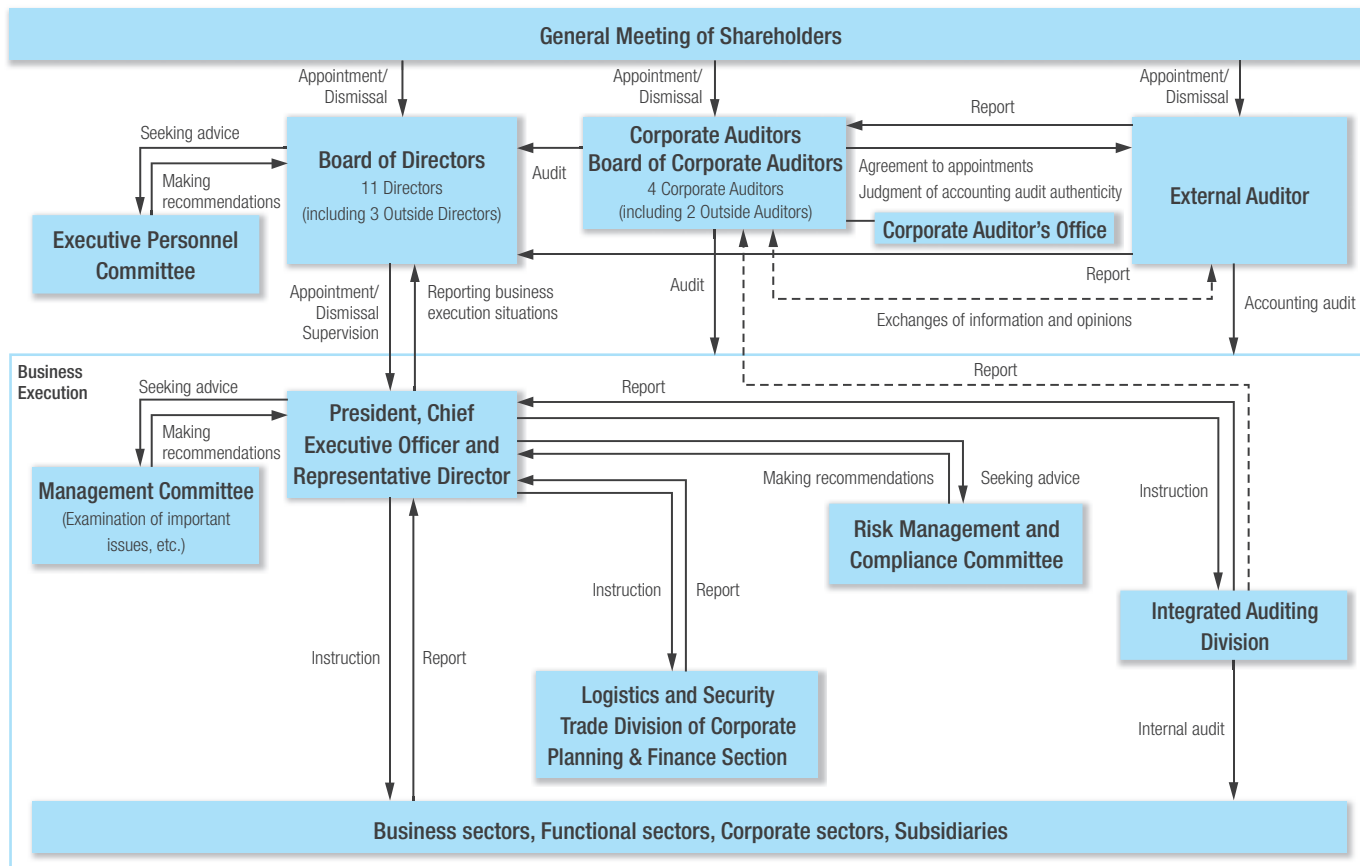 General Meeting of Shareholders
Appointment/
Dismissal
Appointment/
Dismissal
Appointment/
Dismissal
Seeking advice
Making
recommendations
Executive Personnel
Committee
Board of Directors
11 Directors
(including 3 Outside Directors)
Audit
Corporate Auditors
Board of Corporate Auditors
4 Corporate Auditors
(including 2 Outside Auditors)
Report
Agreement to appointments
Judgment of accounting audit authenticity
Corporate Auditor's Office
External Auditor
Report
Appointment/
Dismissal
Supervision
Reporting business
execution situations
Audit
Exchanges of information and opinions
Accounting audit
Business
Execution
Seeking advice
Making
recommendations
Management Committee
(Examination of important
issues, etc.)
President, Chief
Executive Officer and
Representative Director
Report
Report
Making recommendations
Seeking advice
Instruction
Risk Management and
Compliance Committee
Instruction
Report
Integrated Auditing
Division
Instruction
Report
Logistics and Security
Trade Division of Corporate
Planning & Finance Section
Internal audit
Business sectors, Functional sectors, Corporate sectors, Subsidiaries